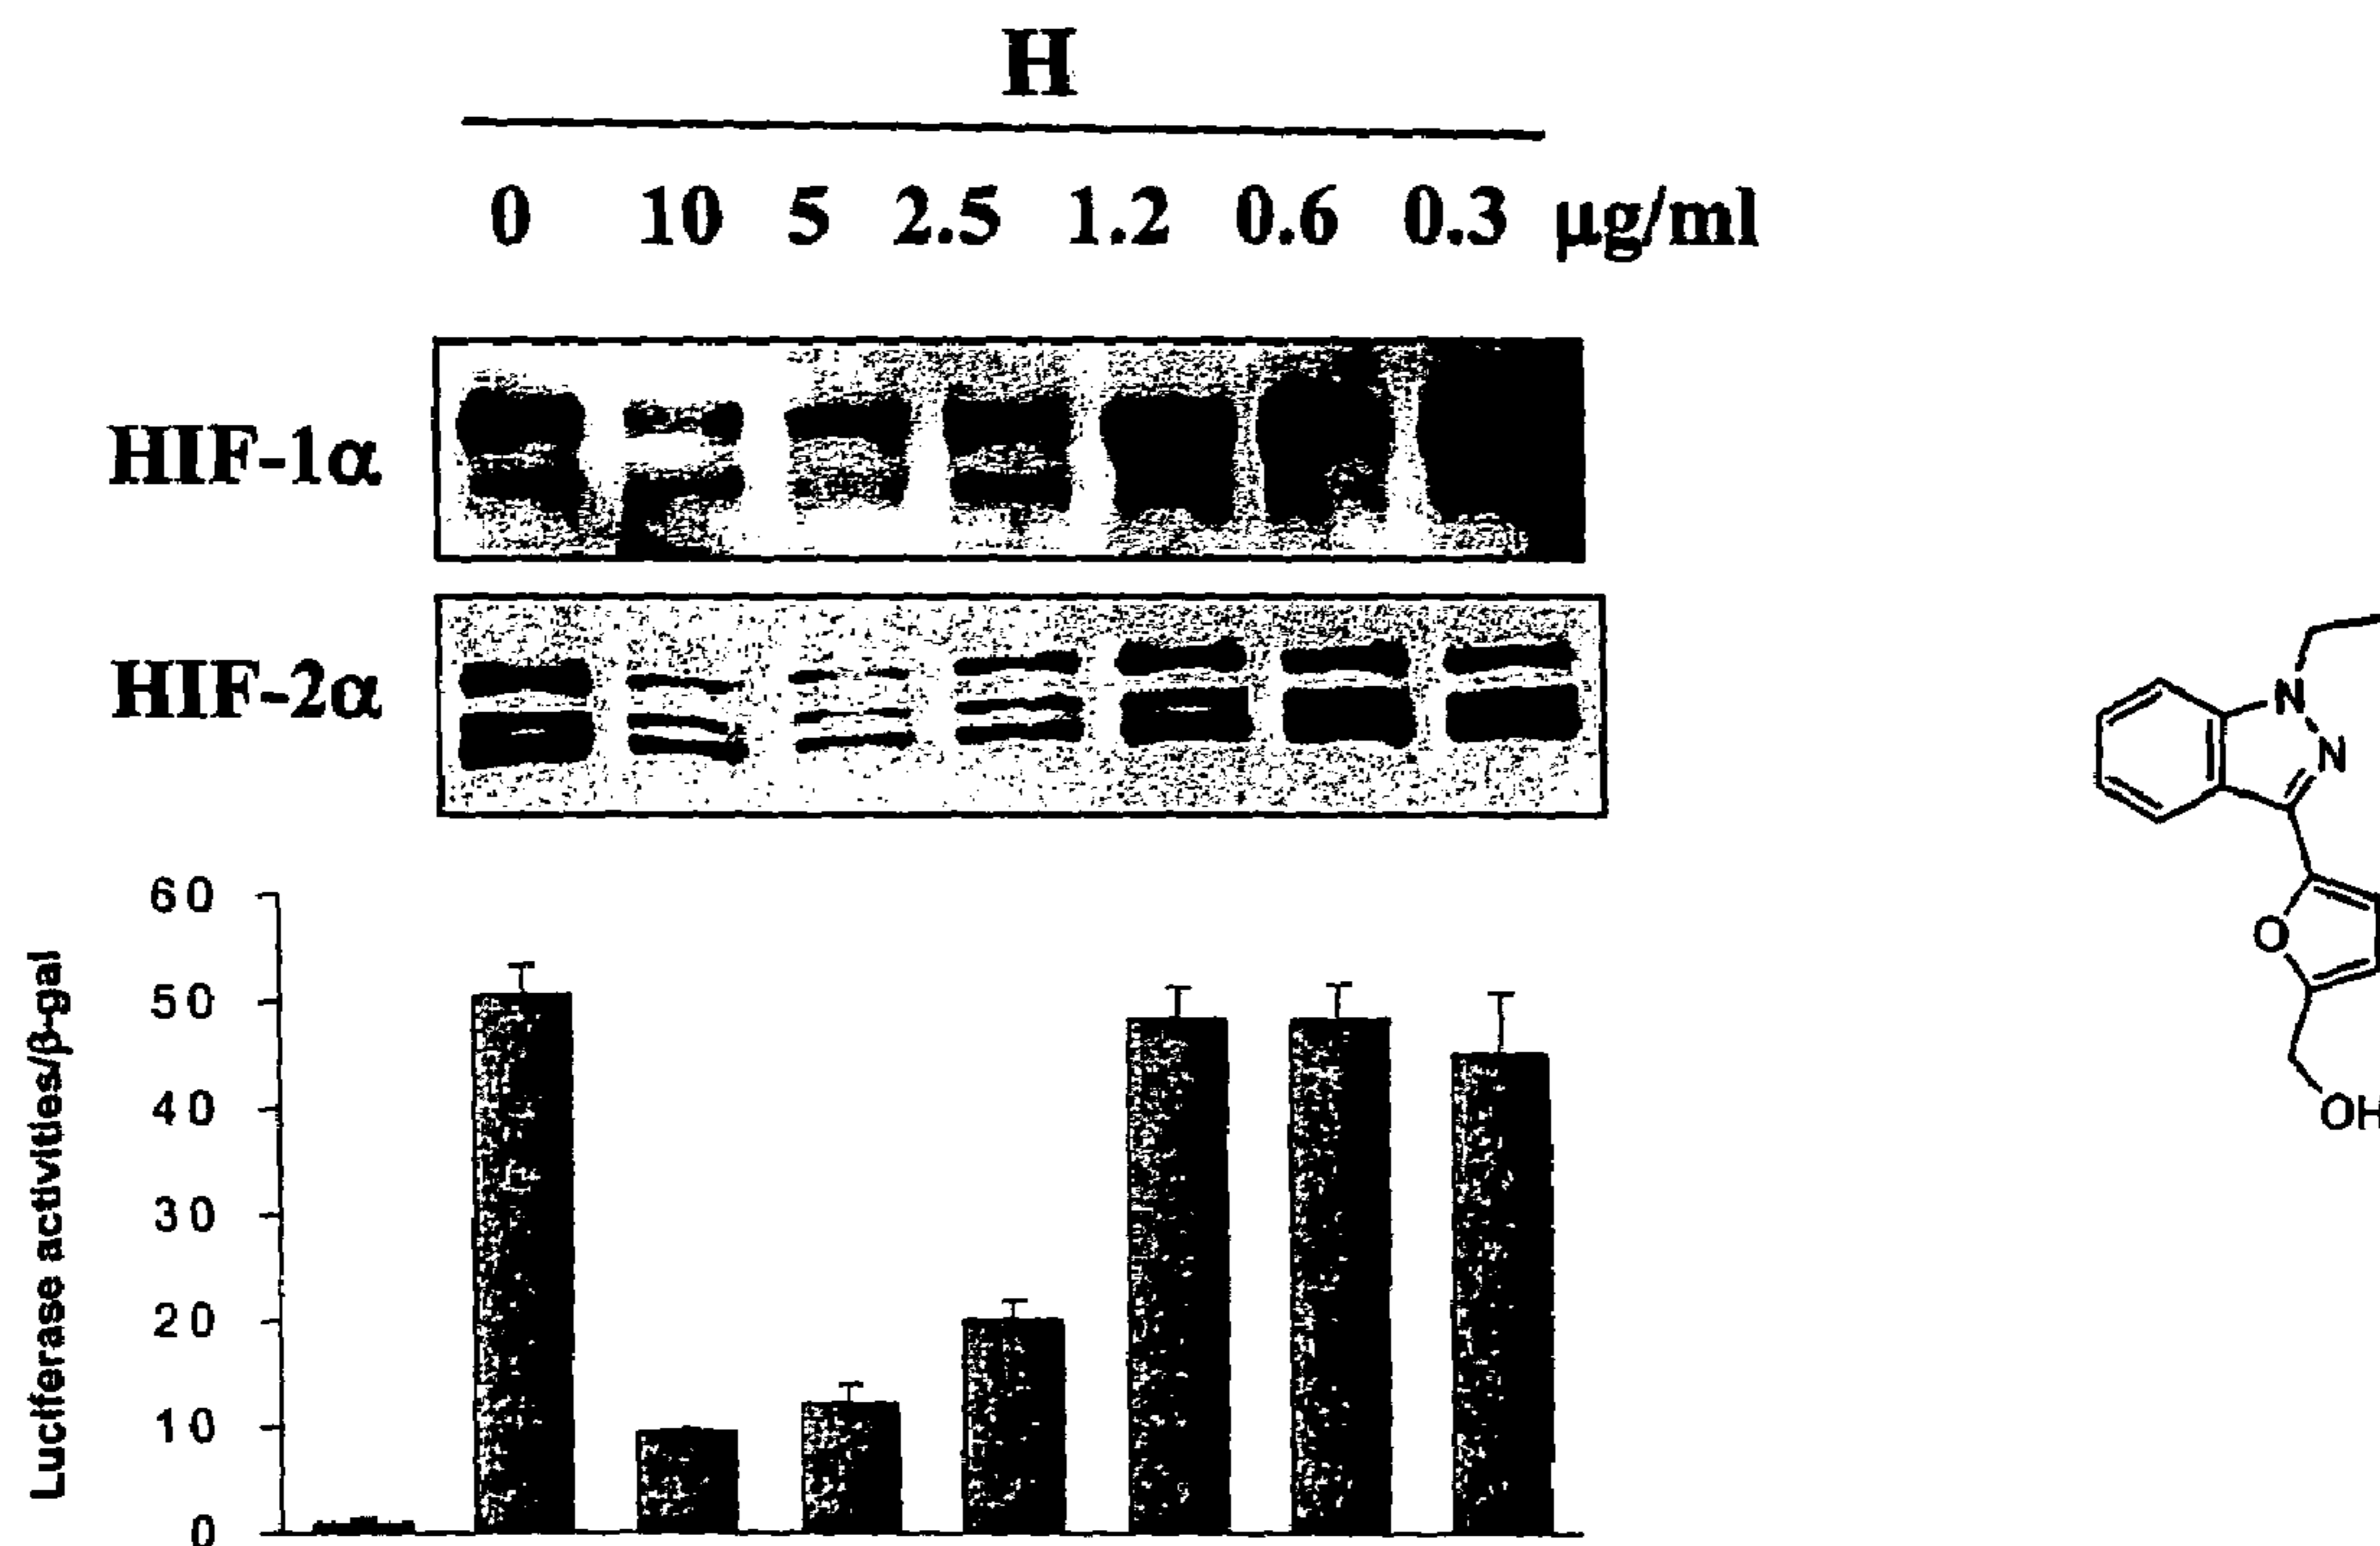 H
0 10 5 2.5 1.2 0.6 0.3 µg/ml
HIF-1α
HIF-2α
Luciferase activities/β-gal
60
50
40
30
20
10
0
N
N
O
OH